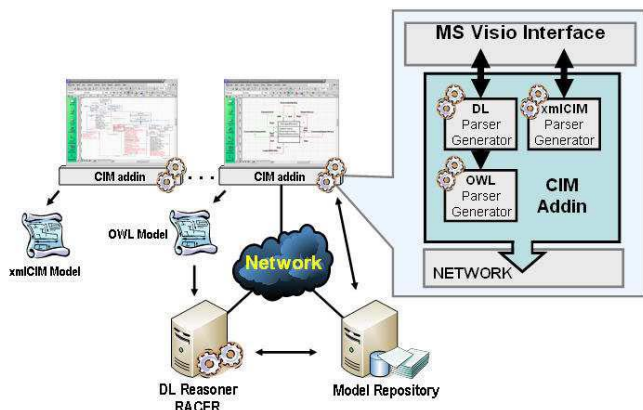 MS Visio Interface
DL
Parser
Generator
xmlCIM
Parser
Generator
OWL
Parser
Generator
CIM
Addin
NETWORK
CIM addin
. . .
CIM addin
xmlCIM Model
OWL Model
Network
DL Reasoner
RACER
Model Repository